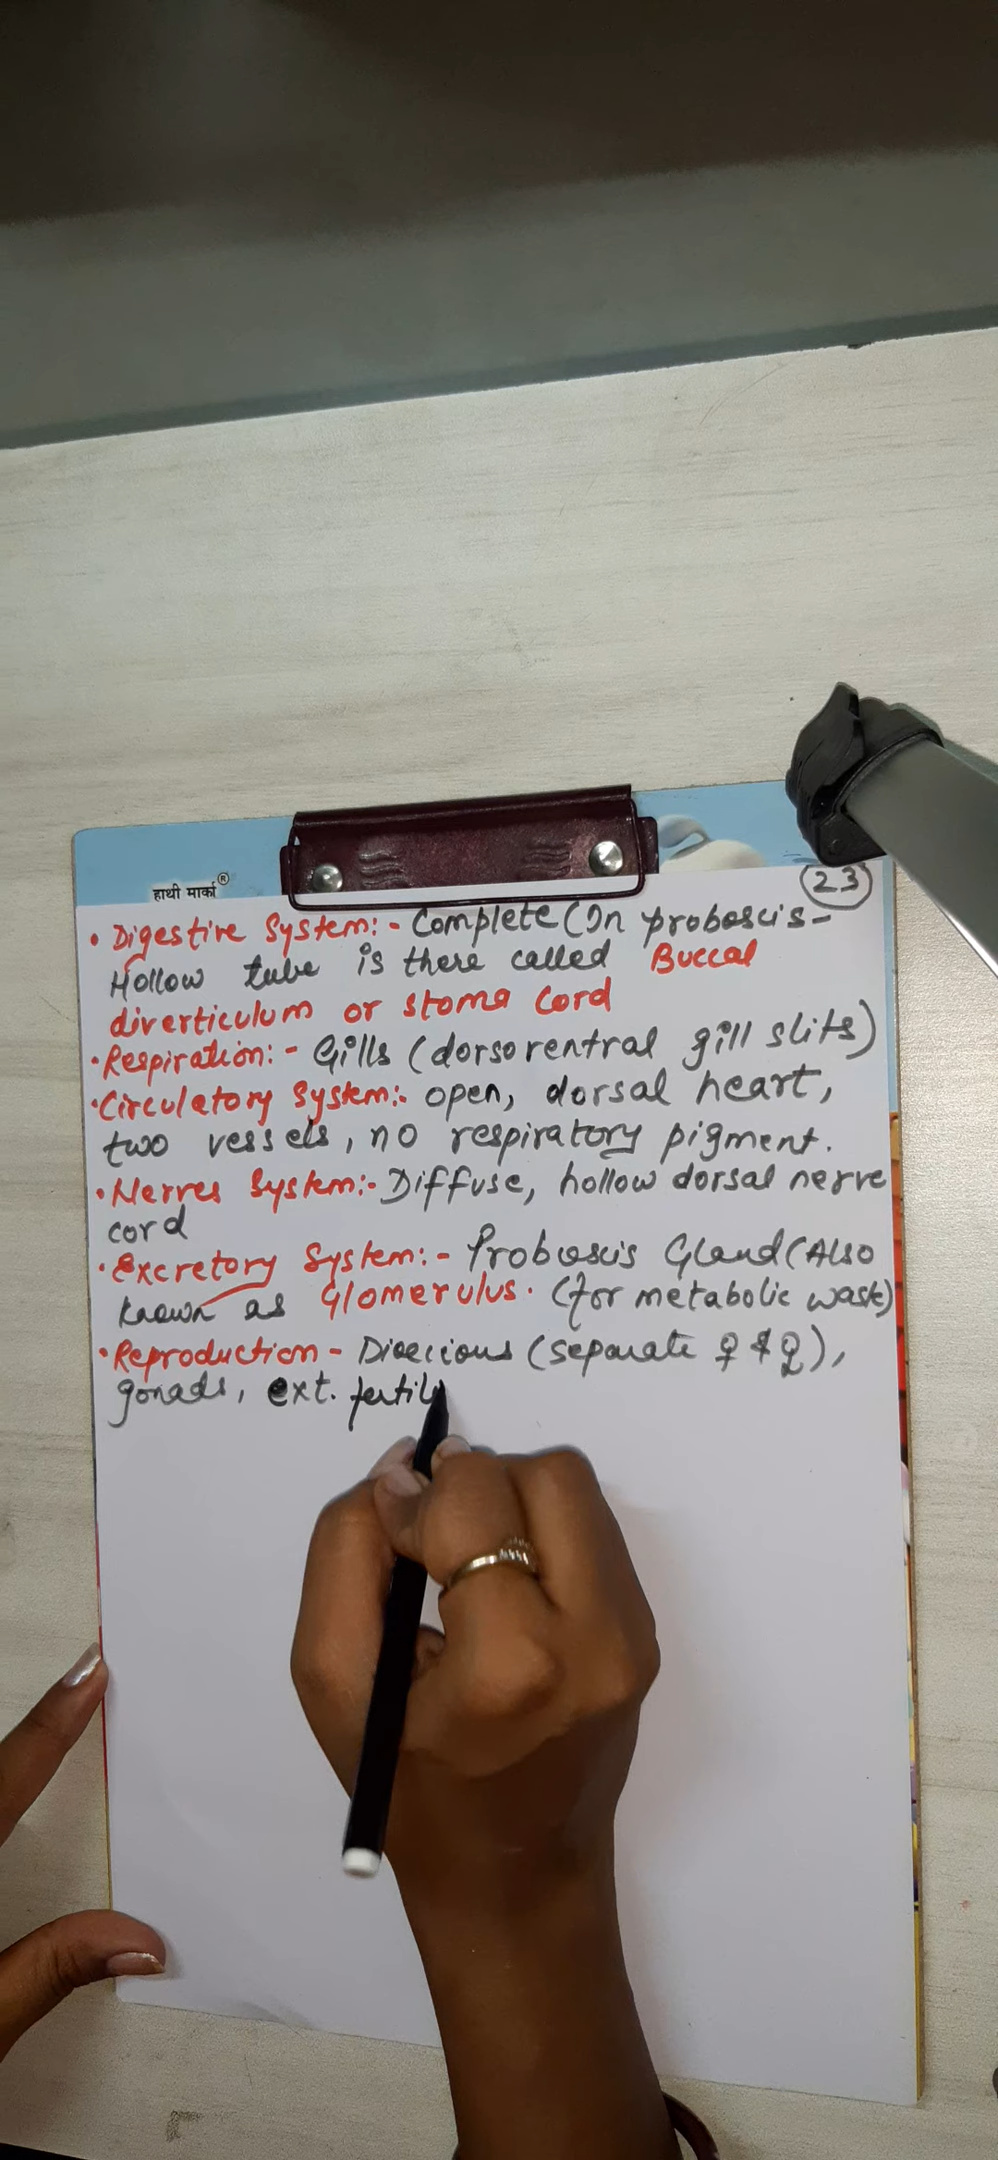 हाथी मार्का®
23
• Digestive System:- Complete (In proboscis-
Hollow tube is there called Buccal
diverticulum or stoma cord
• Respiration:- Gills (dorsorentral gill slits)
• Circulatory System:- open, dorsal heart,
two vessels, no respiratory pigment.
• Nerves System:- Diffuse, hollow dorsal nerve
cord
• Excretory System:- Proboscis Gland (Also
known as Glomerulus. (for metabolic waste)
• Reproduction - Dioecious (separate ♀ & ♀),
gonads, ext. fertili